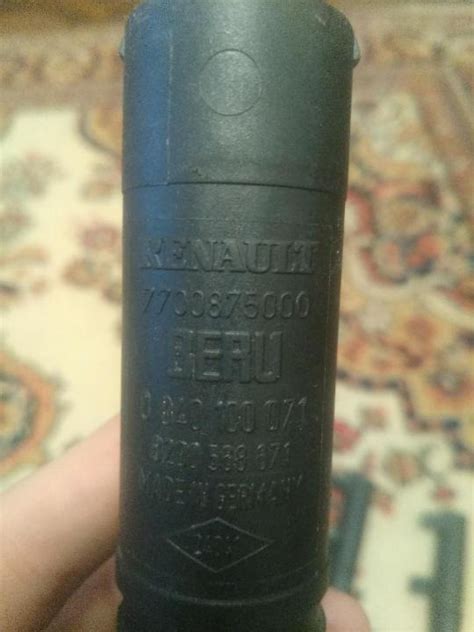 RENAULT
7700875000
BERU
0 040 100 071
MADE IN GERMANY